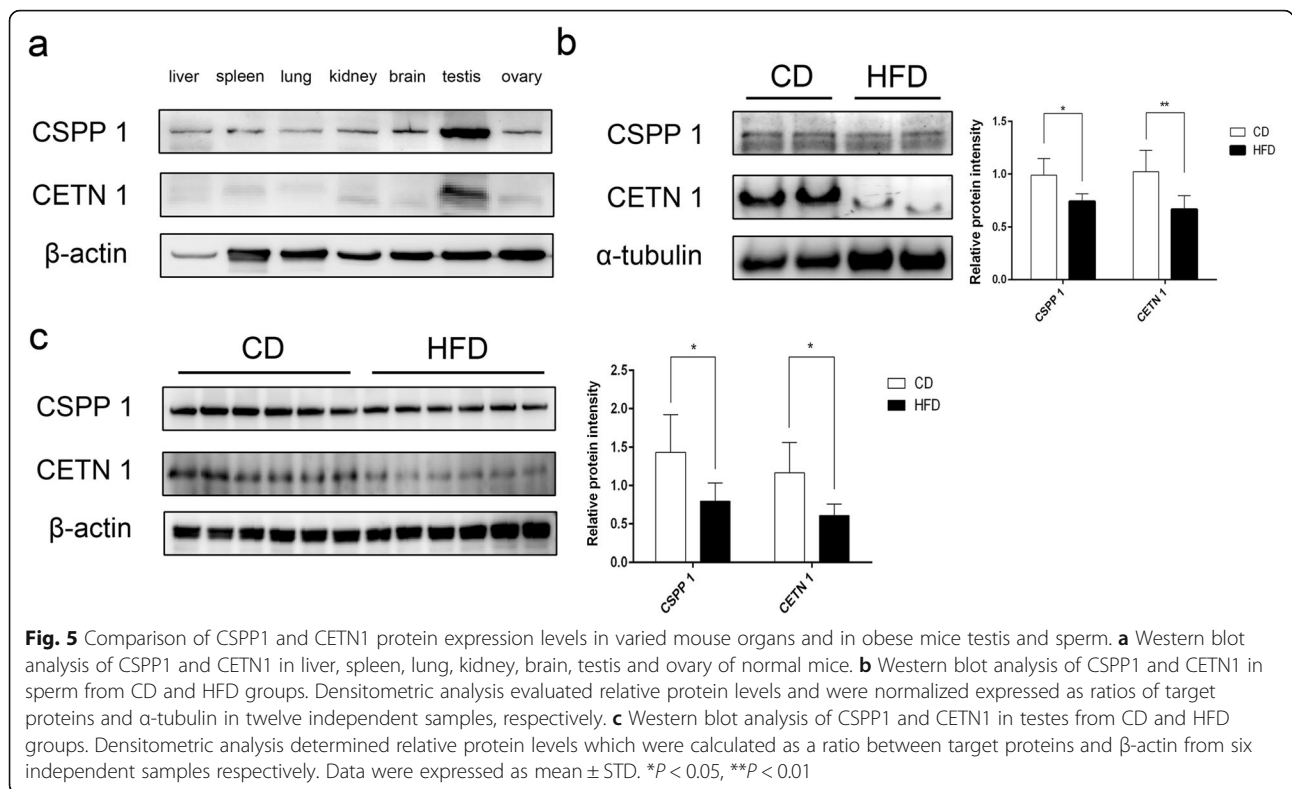 a
liver spleen lung kidney brain testis ovary
CSPP 1
CETN 1
β-actin
b
CD HFD
CSPP 1
CETN 1
α-tubulin
Relative protein intensity
1.5
1.0
0.5
0.0
* **
CSPP 1 CETN 1
CD
HFD
c
CD HFD
CSPP 1
CETN 1
β-actin
Relative protein intensity
2.5
2.0
1.5
1.0
0.5
0.0
* *
CSPP 1 CETN 1
CD
HFD
Fig. 5 Comparison of CSPP1 and CETN1 protein expression levels in varied mouse organs and in obese mice testis and sperm. a Western blot
analysis of CSPP1 and CETN1 in liver, spleen, lung, kidney, brain, testis and ovary of normal mice. b Western blot analysis of CSPP1 and CETN1 in
sperm from CD and HFD groups. Densitometric analysis evaluated relative protein levels and were normalized expressed as ratios of target
proteins and α-tubulin in twelve independent samples, respectively. c Western blot analysis of CSPP1 and CETN1 in testes from CD and HFD
groups. Densitometric analysis determined relative protein levels which were calculated as a ratio between target proteins and β-actin from six
independent samples respectively. Data were expressed as mean ± STD. *P < 0.05, **P < 0.01